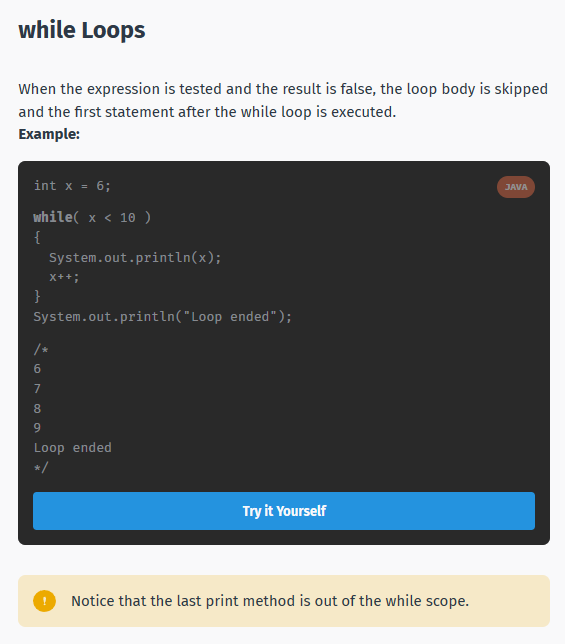 while Loops
When the expression is tested and the result is false, the loop body is skipped
and the first statement after the while loop is executed.
Example:
int x = 6;
JAVA
while( x < 10 )
{
  System.out.println(x);
  x++;
}
System.out.println("Loop ended");
/*
6
7
8
9
Loop ended
*/
Try it Yourself
! Notice that the last print method is out of the while scope.